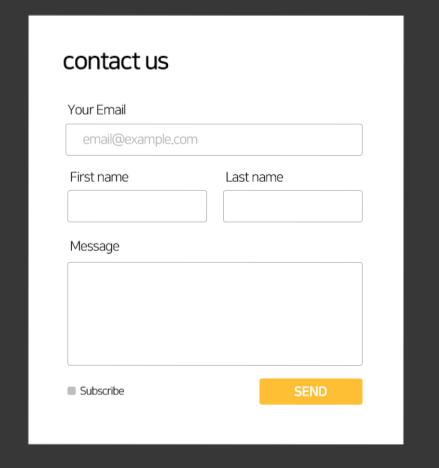 contact us
Your Email
email@example.com
First name Last name
Message
Subscribe SEND